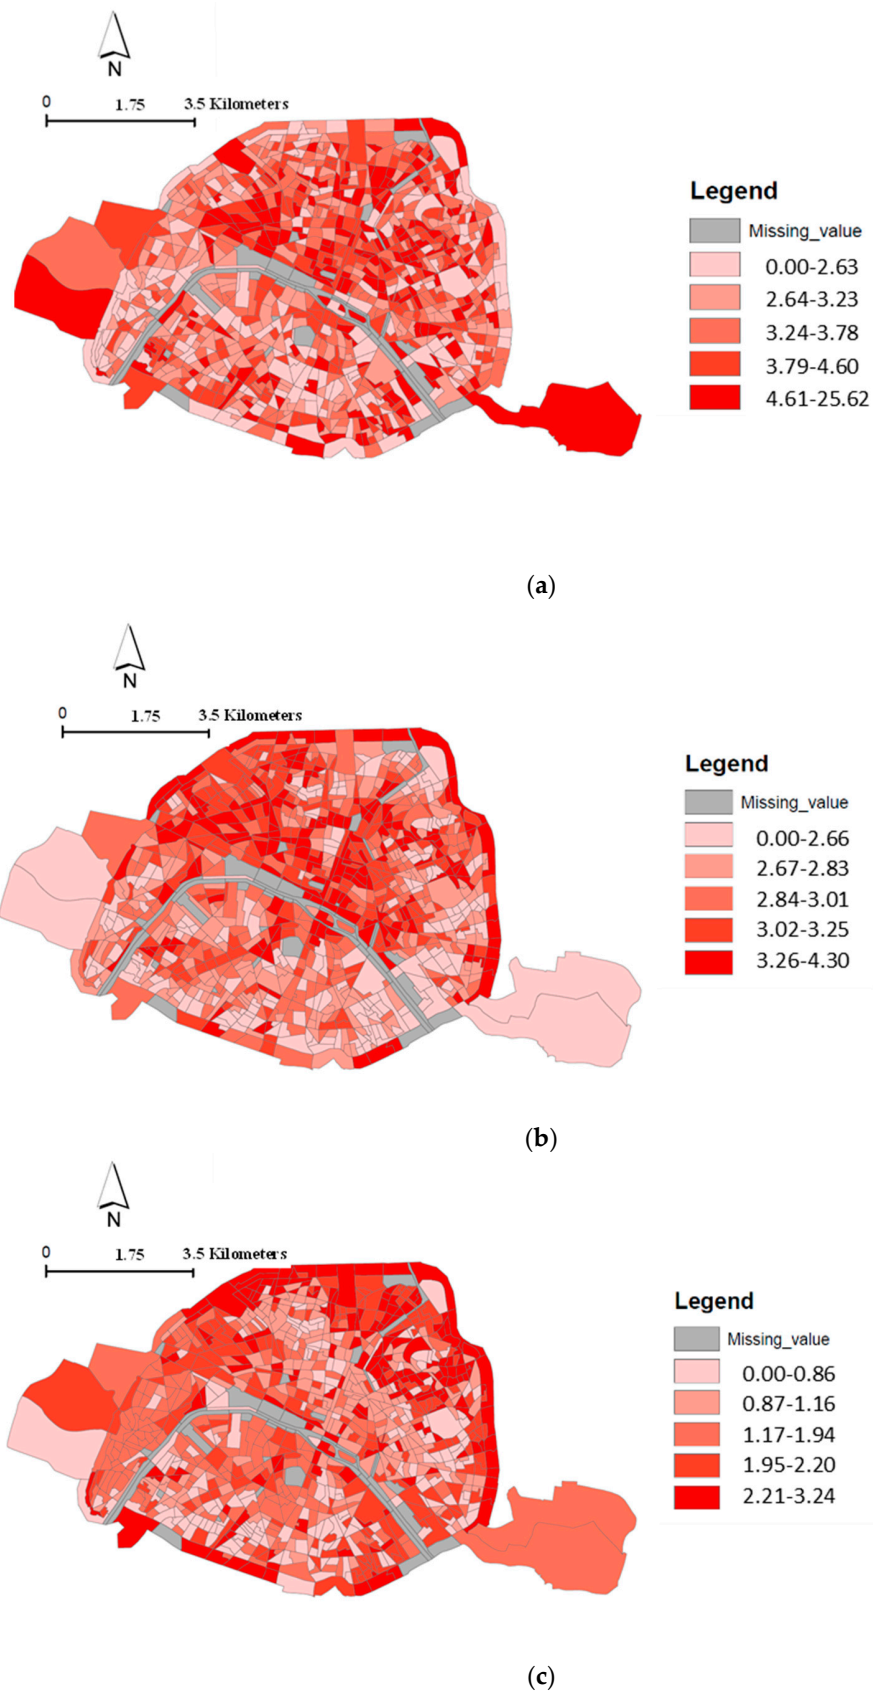 N
0 1.75 3.5 Kilometers
Legend
Missing_value
0.00-2.63
2.64-3.23
3.24-3.78
3.79-4.60
4.61-25.62
(a)
N
0 1.75 3.5 Kilometers
Legend
Missing_value
0.00-2.66
2.67-2.83
2.84-3.01
3.02-3.25
3.26-4.30
(b)
N
0 1.75 3.5 Kilometers
Legend
Missing_value
0.00-0.86
0.87-1.16
1.17-1.94
1.95-2.20
2.21-3.24
(c)